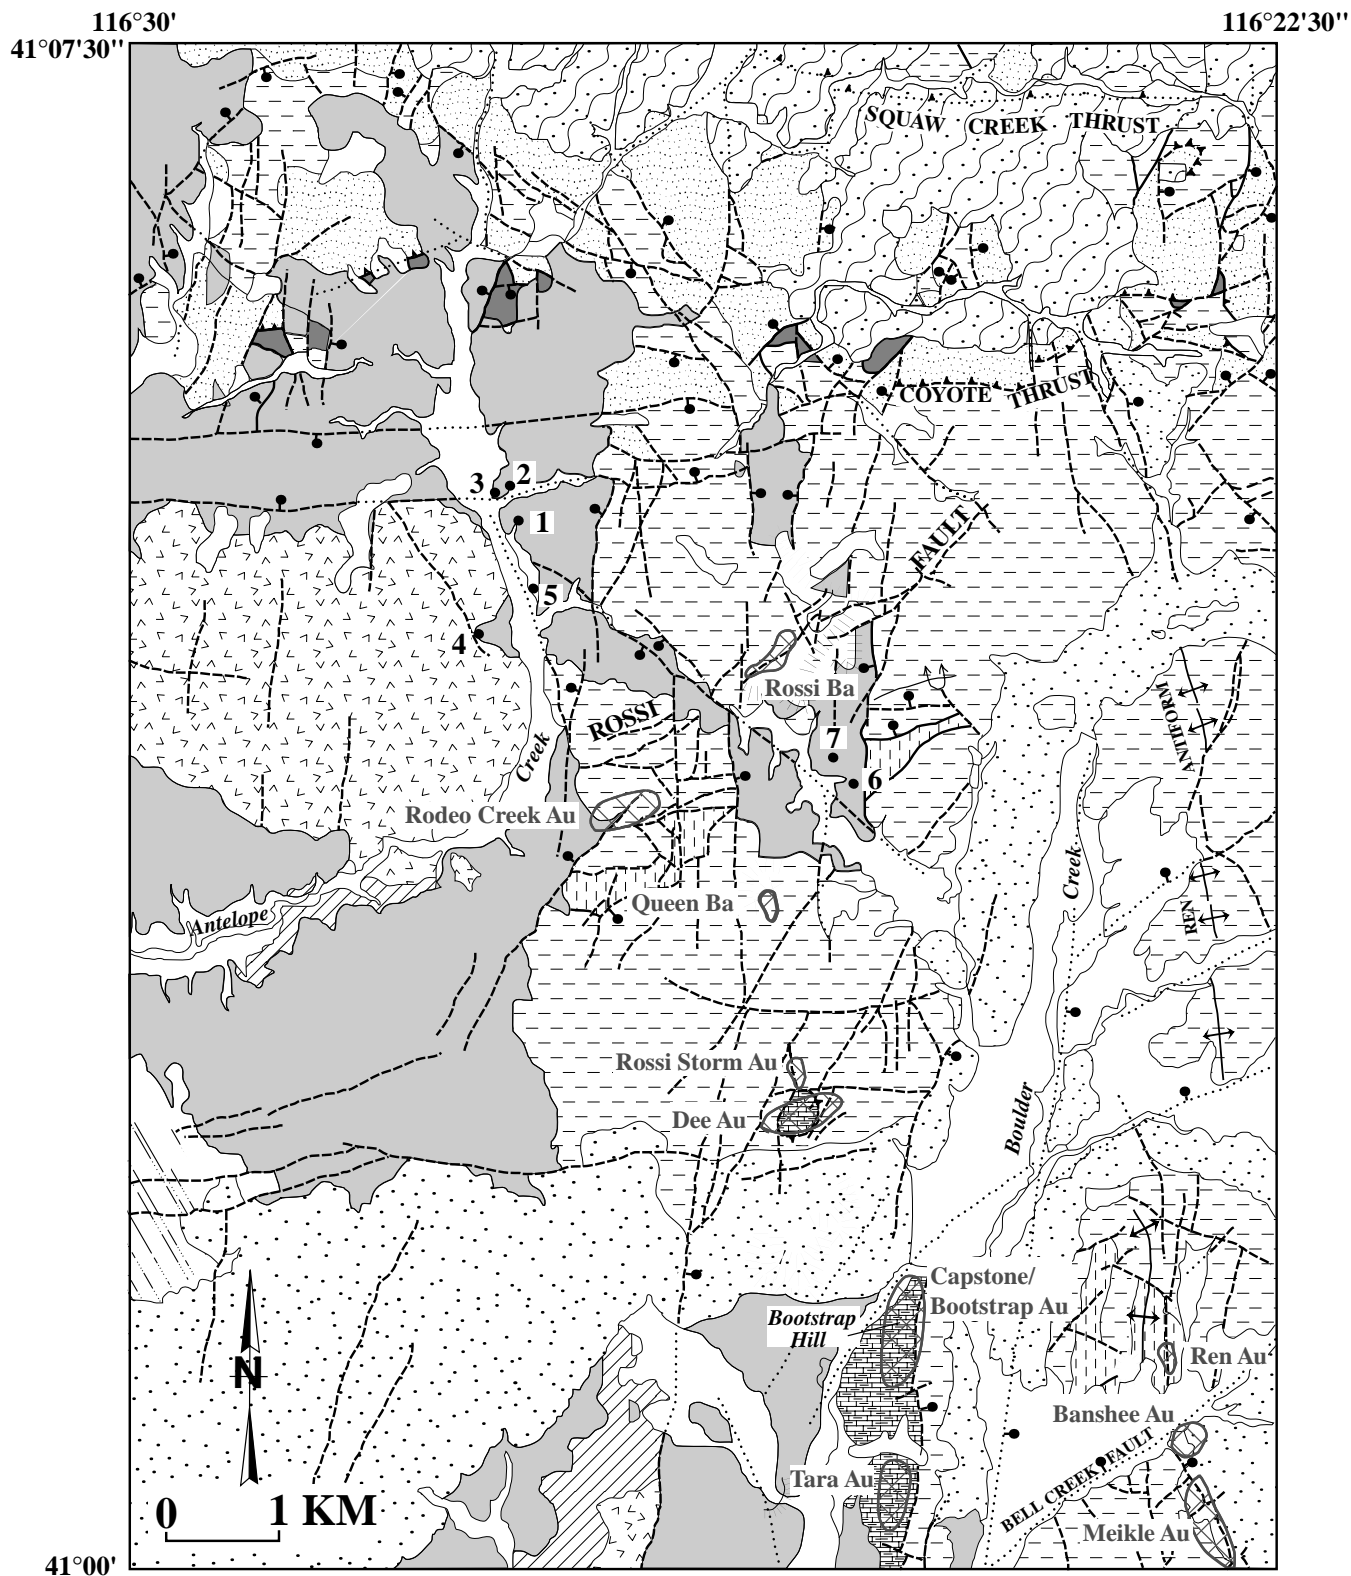 116°30'
116°22'30"
41°07'30"
SQUAW CREEK THRUST
COYOTE THRUST
3
2
1
FAULT
5
4
Rossi Ba
ROSSI
ANTIFORM
7
Creek
6
Rodeo Creek Au
Creek
Queen Ba
Antelope
REN
Rossi Storm Au
Dee Au
Boulder
Capstone/
Bootstrap Au
Bootstrap
Hill
Ren Au
N
Banshee Au
BELL CREEK FAULT
Tara Au
0 1 KM
Meikle Au
41°00'